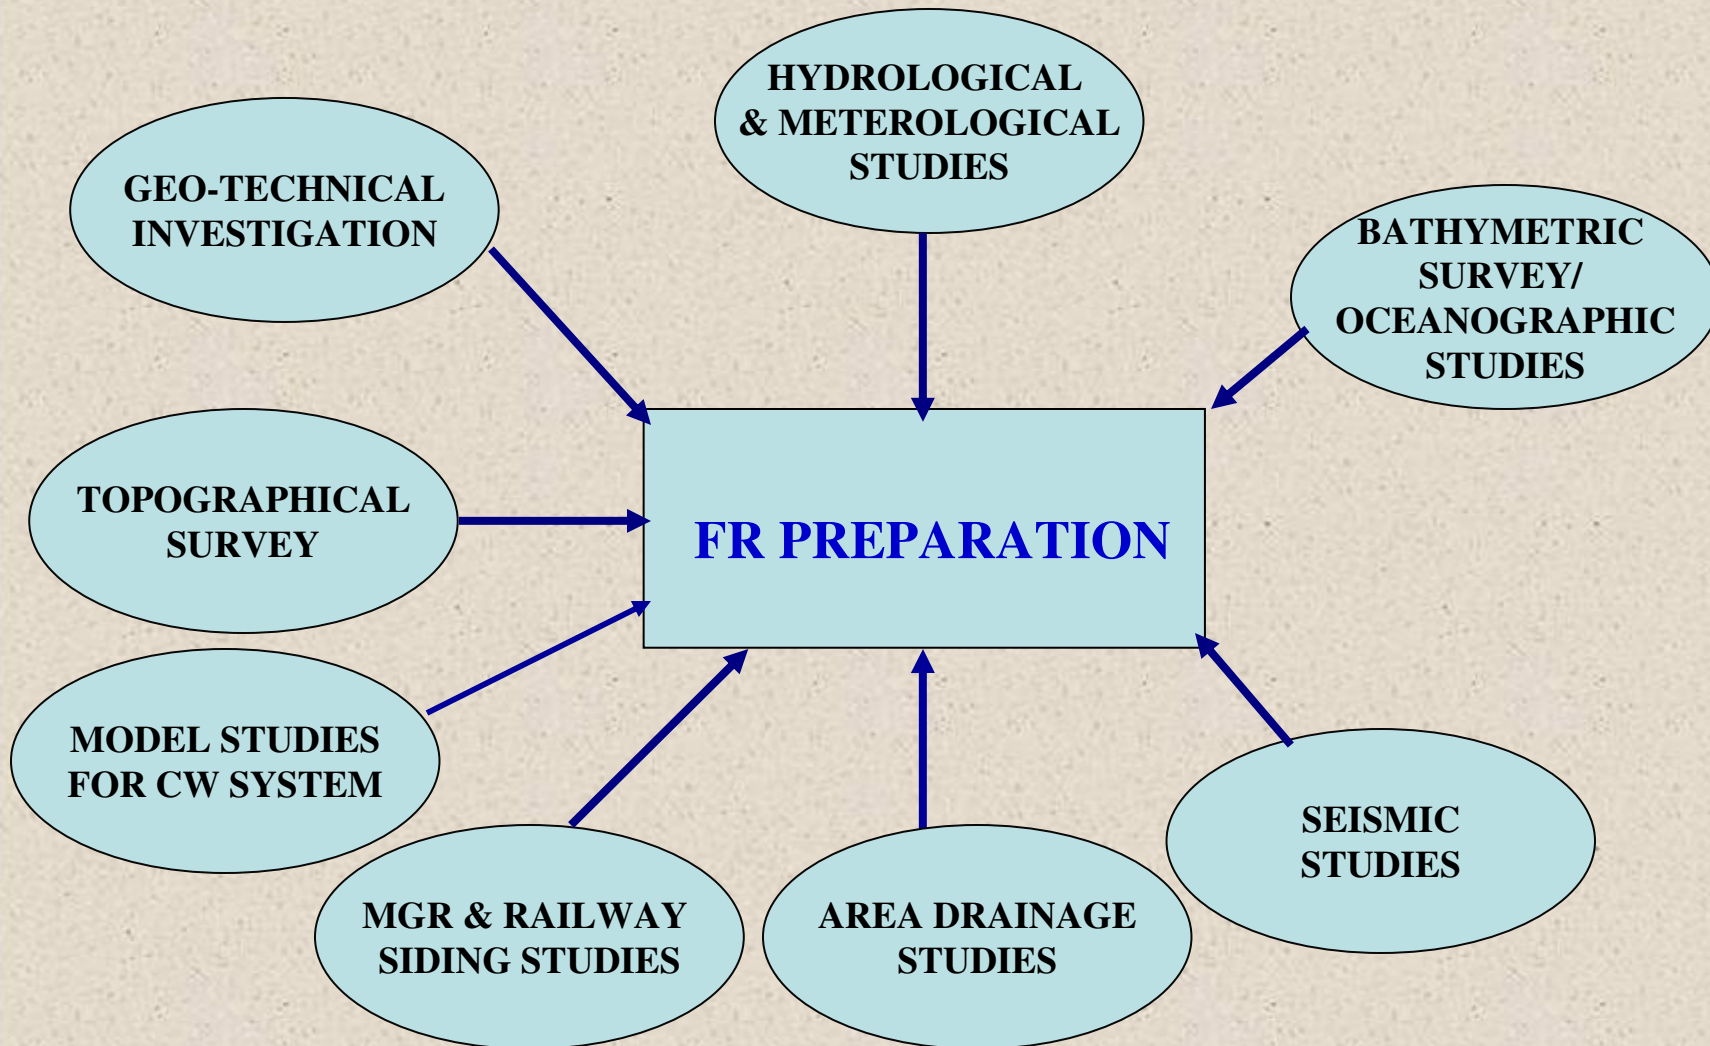 HYDROLOGICAL
& METEROLOGICAL
STUDIES
GEO-TECHNICAL
INVESTIGATION
BATHYMETRIC
SURVEY/
OCEANOGRAPHIC
STUDIES
TOPOGRAPHICAL
SURVEY
FR PREPARATION
MODEL STUDIES
FOR CW SYSTEM
SEISMIC
STUDIES
MGR & RAILWAY
SIDING STUDIES
AREA DRAINAGE
STUDIES